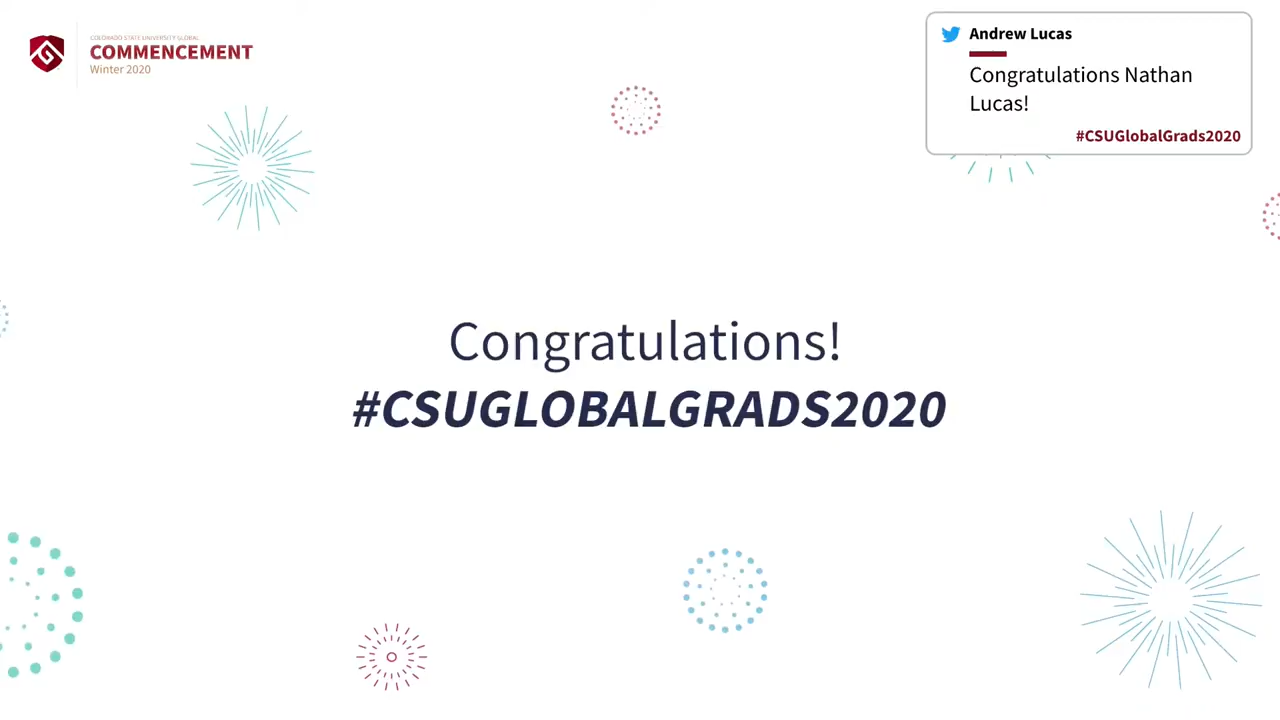 COLORADO STATE UNIVERSITY GLOBAL
COMMENCEMENT
Winter 2020
Andrew Lucas
Congratulations Nathan
Lucas!
#CSUGlobalGrads2020
Congratulations!
#CSUGLOBALGRADS2020